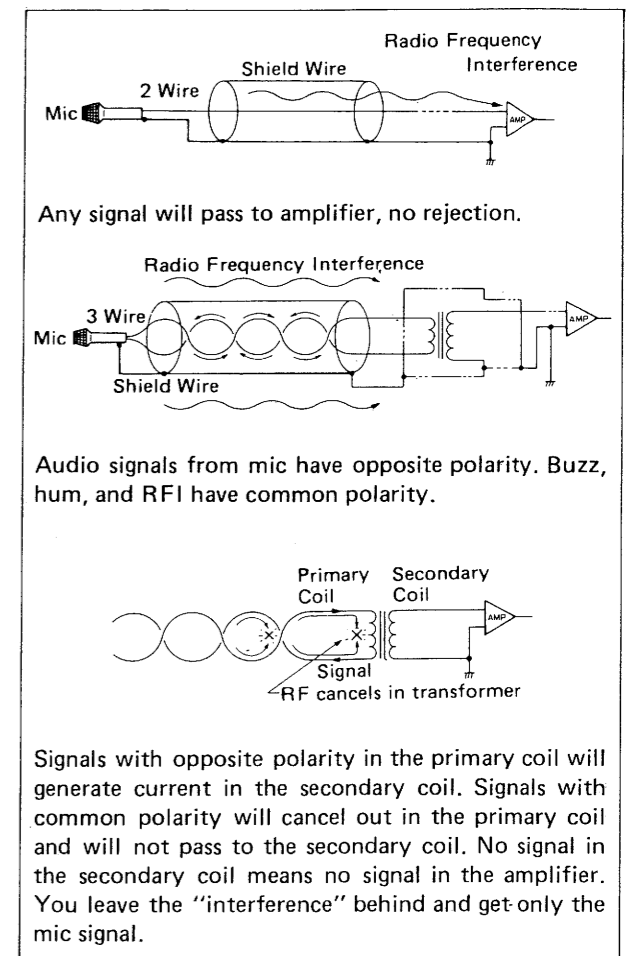 Radio Frequency
Interference
Shield Wire
2 Wire
Mic
AMP
Any signal will pass to amplifier, no rejection.
Radio Frequency Interference
3 Wire
Mic
AMP
Shield Wire
Audio signals from mic have opposite polarity. Buzz,
hum, and RFI have common polarity.
Primary Secondary
Coil Coil
AMP
Signal
RF cancels in transformer
Signals with opposite polarity in the primary coil will
generate current in the secondary coil. Signals with
common polarity will cancel out in the primary coil
and will not pass to the secondary coil. No signal in
the secondary coil means no signal in the amplifier.
You leave the "interference" behind and get only the
mic signal.